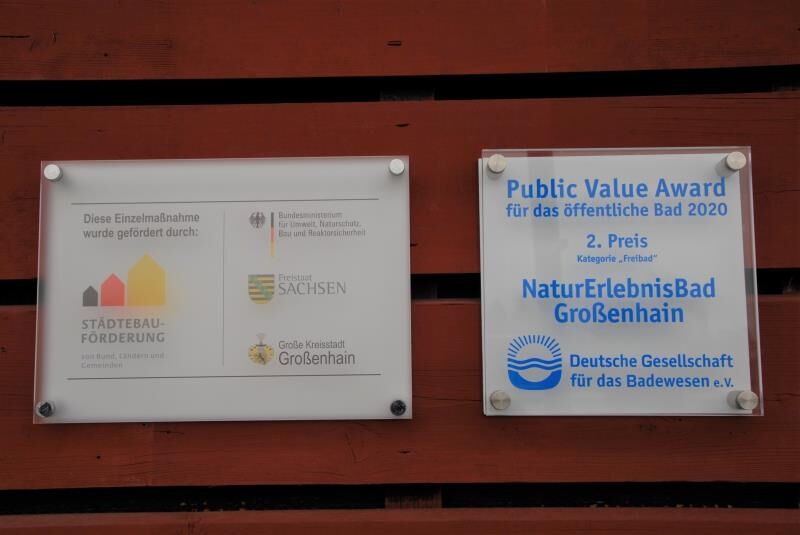 Diese Einzelmaßnahme
wurde gefördert durch:
STÄDTEBAU-
FÖRDERUNG
von Bund, Ländern und
Gemeinden
Bundesministerium
für Umwelt, Naturschutz,
Bau und Reaktorsicherheit
Freistaat
SACHSEN
Große Kreisstadt
Großenhain
Public Value Award
für das öffentliche Bad 2020
2. Preis
Kategorie „Freibad"
NaturErlebnisBad
Großenhain
Deutsche Gesellschaft
für das Badewesen e.V.